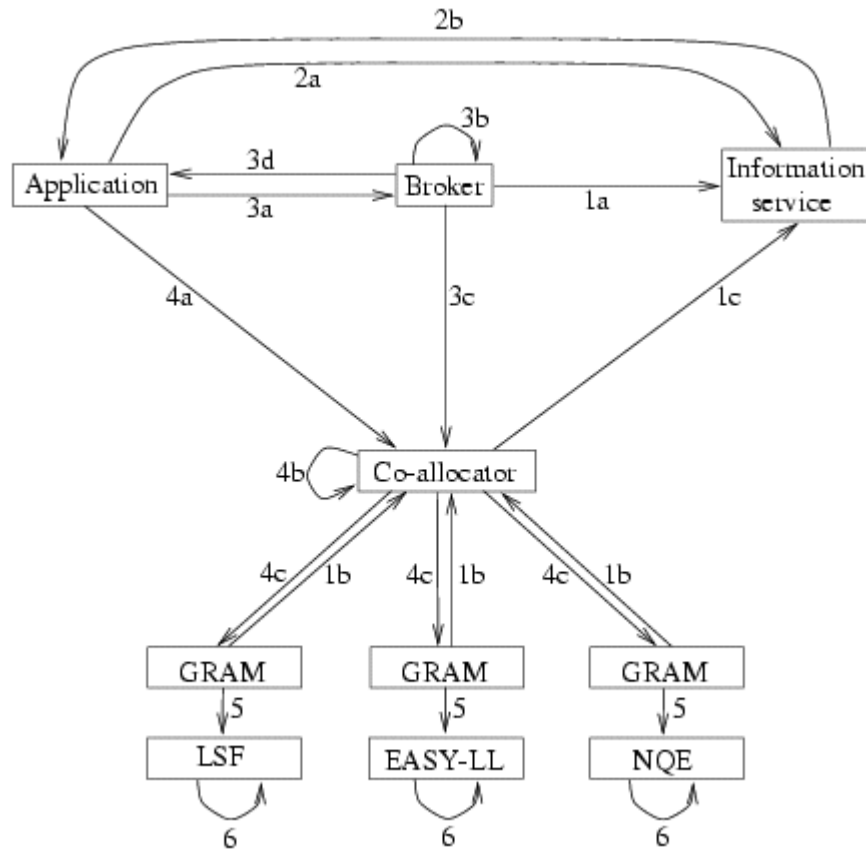 2b
2a
3b
3d
Application
Broker
Information
service
3a
1a
4a
3c
1c
4b
Co-allocator
4c
1b
4c
1b
4c
1b
GRAM
GRAM
GRAM
5
5
5
LSF
EASY-LL
NQE
6
6
6